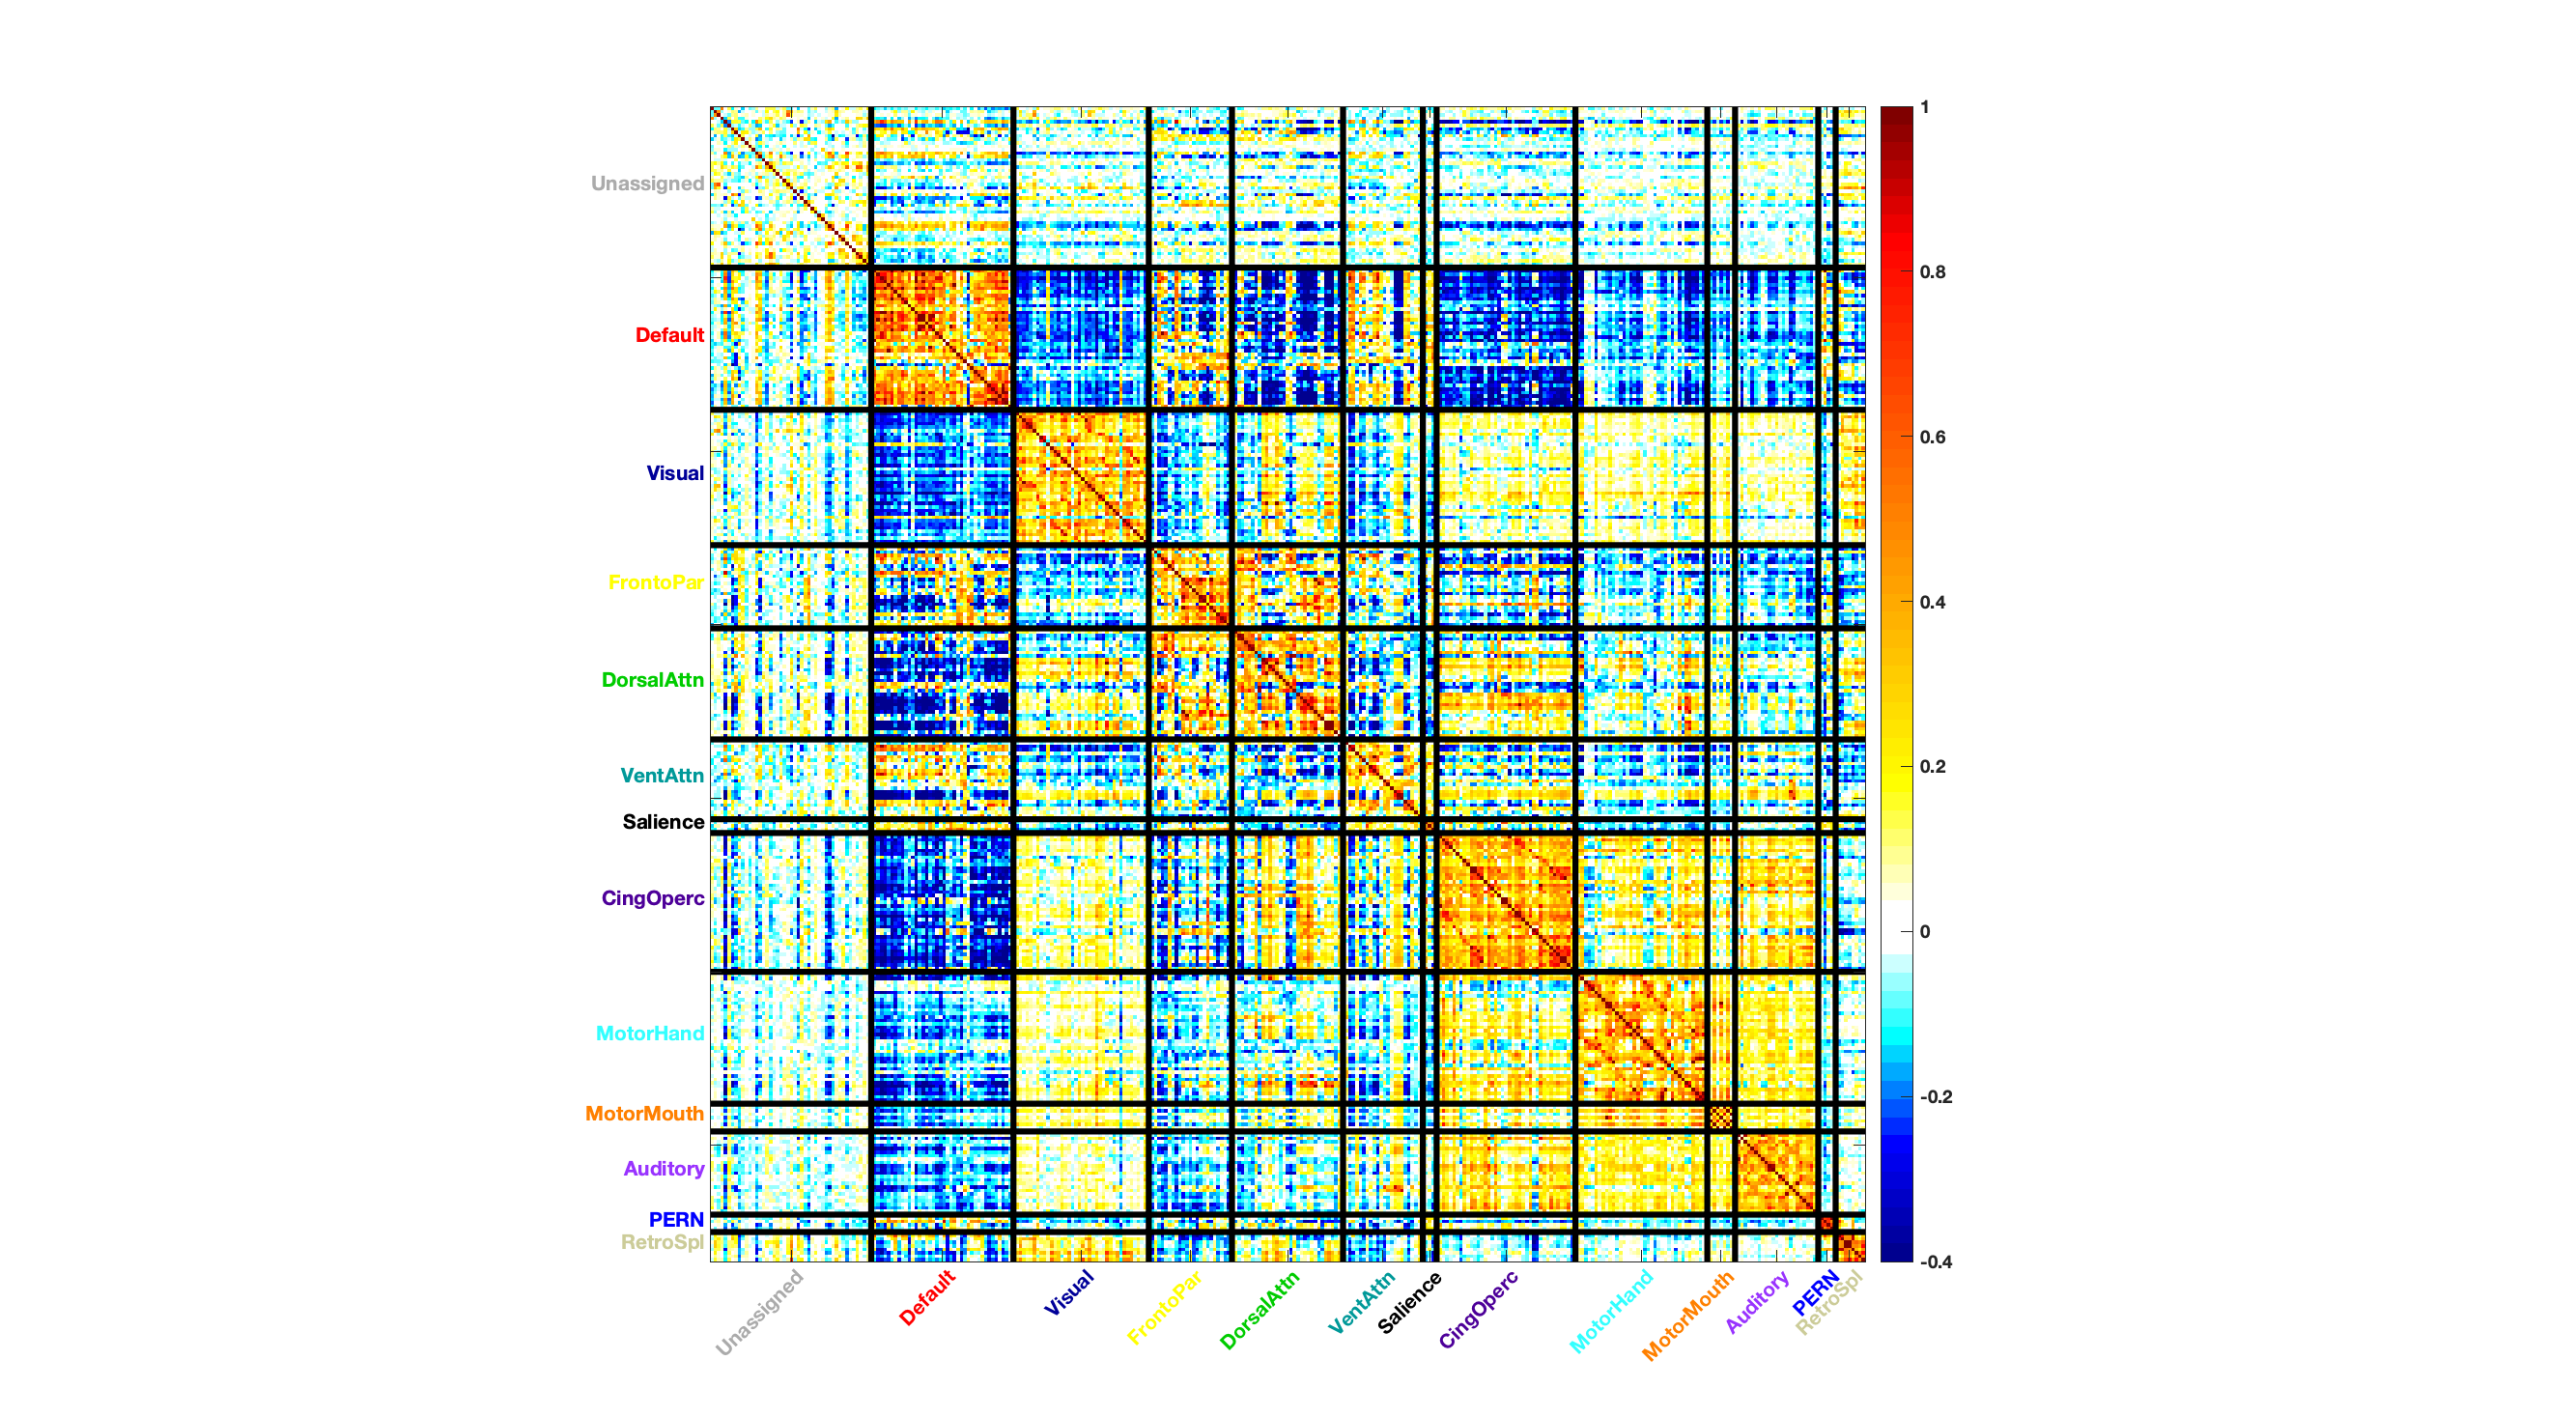 Unassigned
Default
Visual
FrontoPar
DorsalAttn
VentAttn
Salience
CingOperc
MotorHand
MotorMouth
Auditory
PERN
RetroSpl
Unassigned
Default
Visual
FrontoPar
DorsalAttn
VentAttn
Salience
CingOperc
MotorHand
MotorMouth
Auditory
PERN
RetroSpl
1
0.8
0.6
0.4
0.2
0
-0.2
-0.4